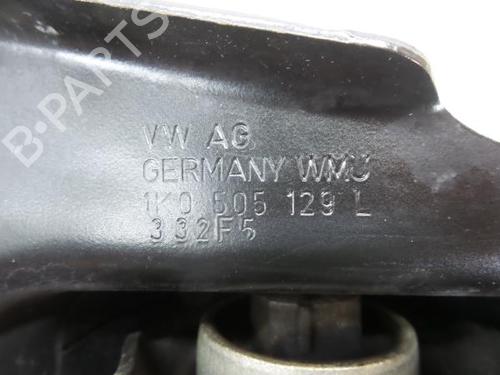 B-PARTS
VW AG
GERMANY WMU
1K0 505 129 L
332F5